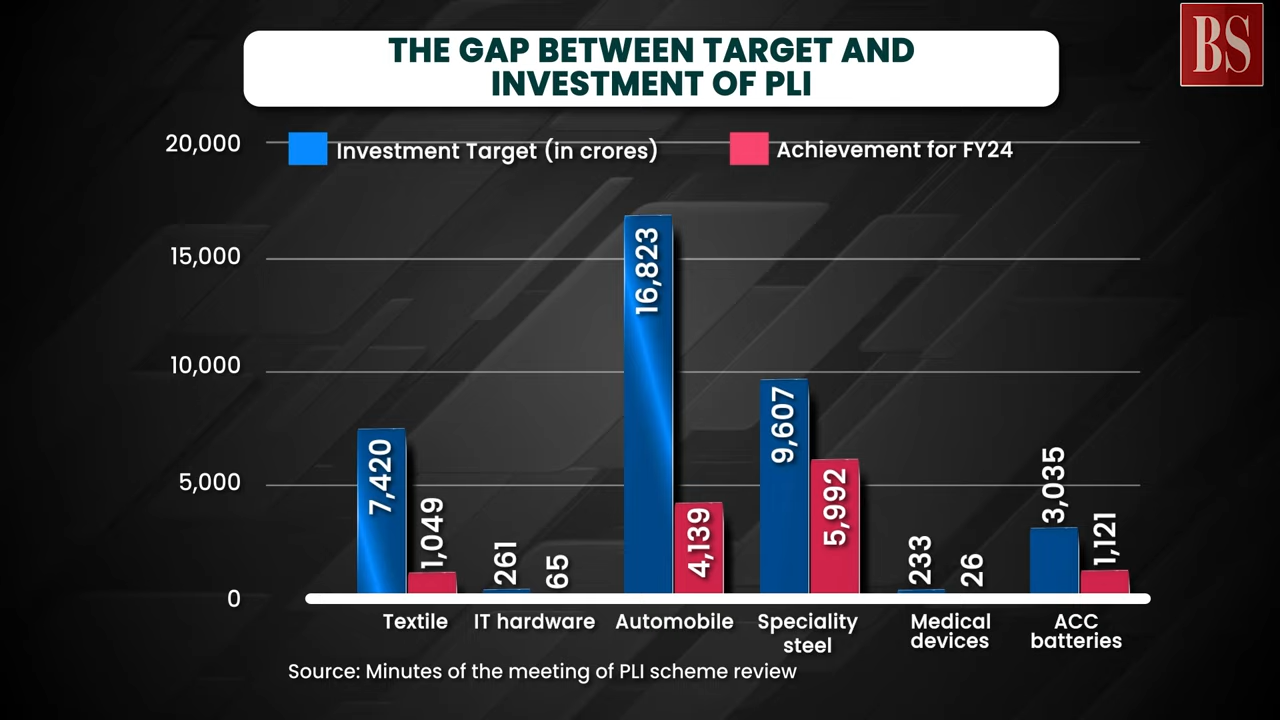 BS
THE GAP BETWEEN TARGET AND
INVESTMENT OF PLI
Investment Target (in crores)
Achievement for FY24
20,000
15,000
10,000
5,000
0
7,420
1,049
261
65
16,823
4,139
9,607
5,992
233
26
3,035
1,121
Textile
IT hardware
Automobile
Speciality
steel
Medical
devices
ACC
batteries
Source: Minutes of the meeting of PLI scheme review